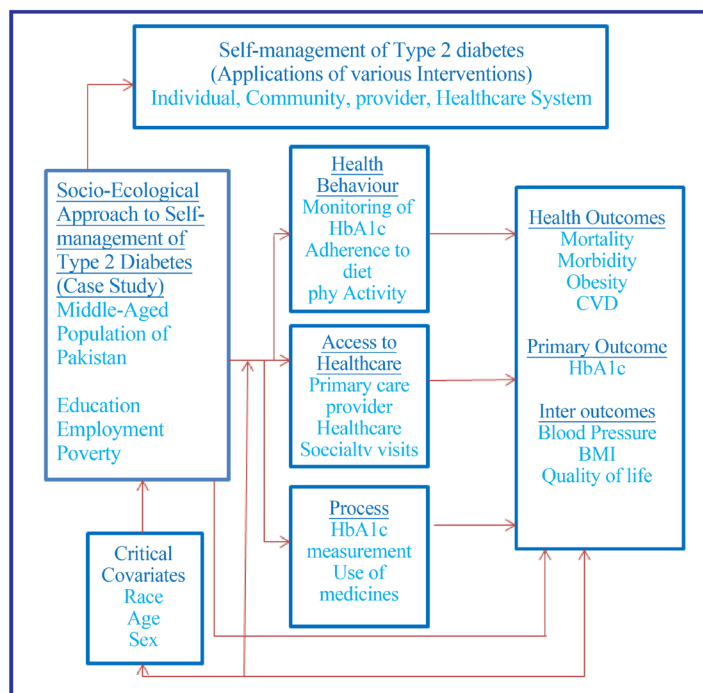 Self-management of Type 2 diabetes
(Applications of various Interventions)
Individual, Community, provider, Healthcare System
Socio-Ecological
Approach to Self-
management of
Type 2 Diabetes
(Case Study)
Middle-Aged
Population of
Pakistan
Education
Employment
Poverty
Critical
Covariates
Race
Age
Sex
Health
Behaviour
Monitoring of
HbA1c
Adherence to
diet
phy Activity
Access to
Healthcare
Primary care
provider
Healthcare
Soecialtv visits
Process
HbA1c
measurement
Use of
medicines
Health Outcomes
Mortality
Morbidity
Obesity
CVD
Primary Outcome
HbA1c
Inter outcomes
Blood Pressure
BMI
Quality of life